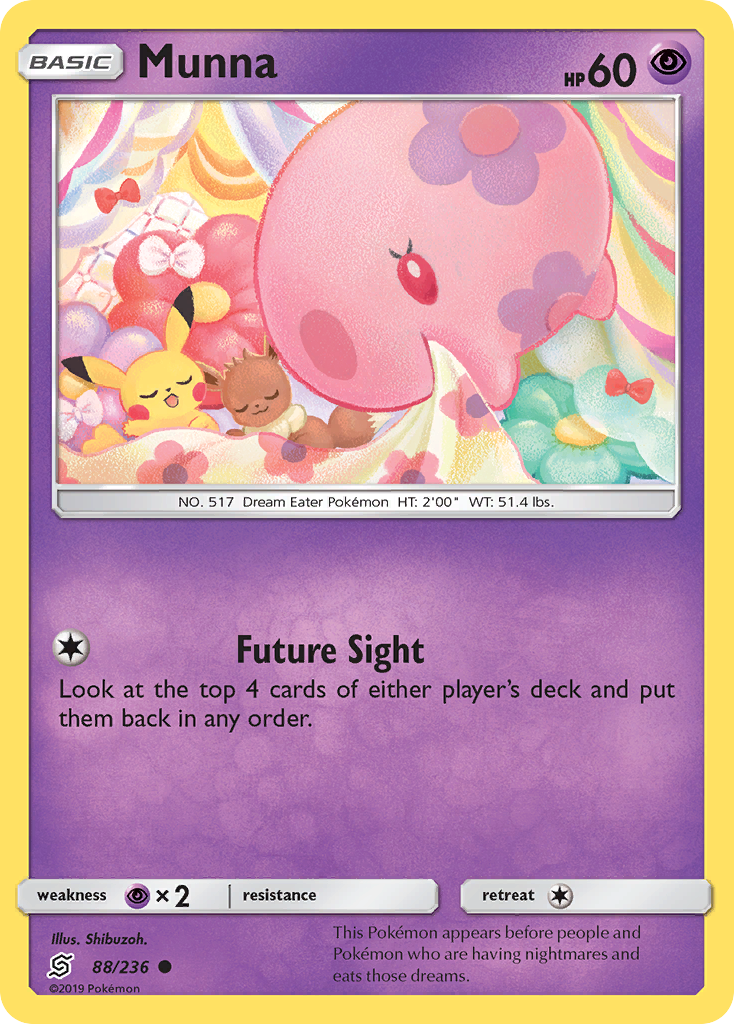 BASIC Munna HP60
NO. 517 Dream Eater Pokémon HT: 2'00" WT: 51.4 lbs.
Future Sight
Look at the top 4 cards of either player's deck and put
them back in any order.
weakness ×2 resistance retreat
Illus. Shibuzoh.
88/236
©2019 Pokémon
This Pokémon appears before people and
Pokémon who are having nightmares and
eats those dreams.